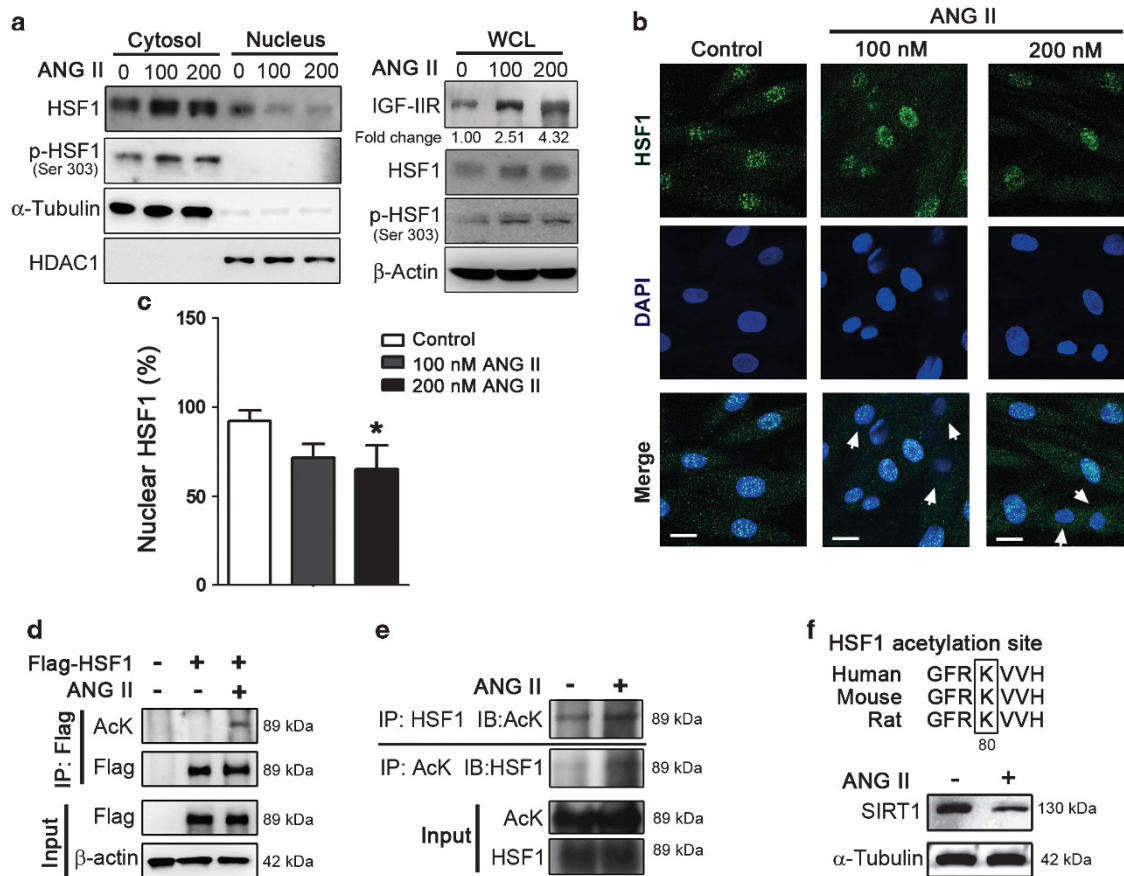 a
Cytosol Nucleus
ANG II 0 100 200 0 100 200
HSF1
p-HSF1
(Ser 303)
α-Tubulin
HDAC1
WCL
ANG II 0 100 200
IGF-IIR
Fold change 1.00 2.51 4.32
HSF1
p-HSF1
(Ser 303)
β-Actin
b
ANG II
Control 100 nM 200 nM
HSF1
DAPI
Merge
c
Nuclear HSF1 (%)
150
100
50
0
Control
100 nM ANG II
200 nM ANG II
*
d
Flag-HSF1 - + +
ANG II - - +
IP: Flag
AcK 89 kDa
Flag 89 kDa
Input
Flag 89 kDa
β-actin 42 kDa
e
ANG II - +
IP: HSF1 IB:AcK 89 kDa
IP: AcK IB:HSF1 89 kDa
Input
AcK 89 kDa
HSF1 89 kDa
f
HSF1 acetylation site
Human GFRKVVH
Mouse GFRKVVH
Rat GFRKVVH
80
ANG II - +
SIRT1 130 kDa
α-Tubulin 42 kDa